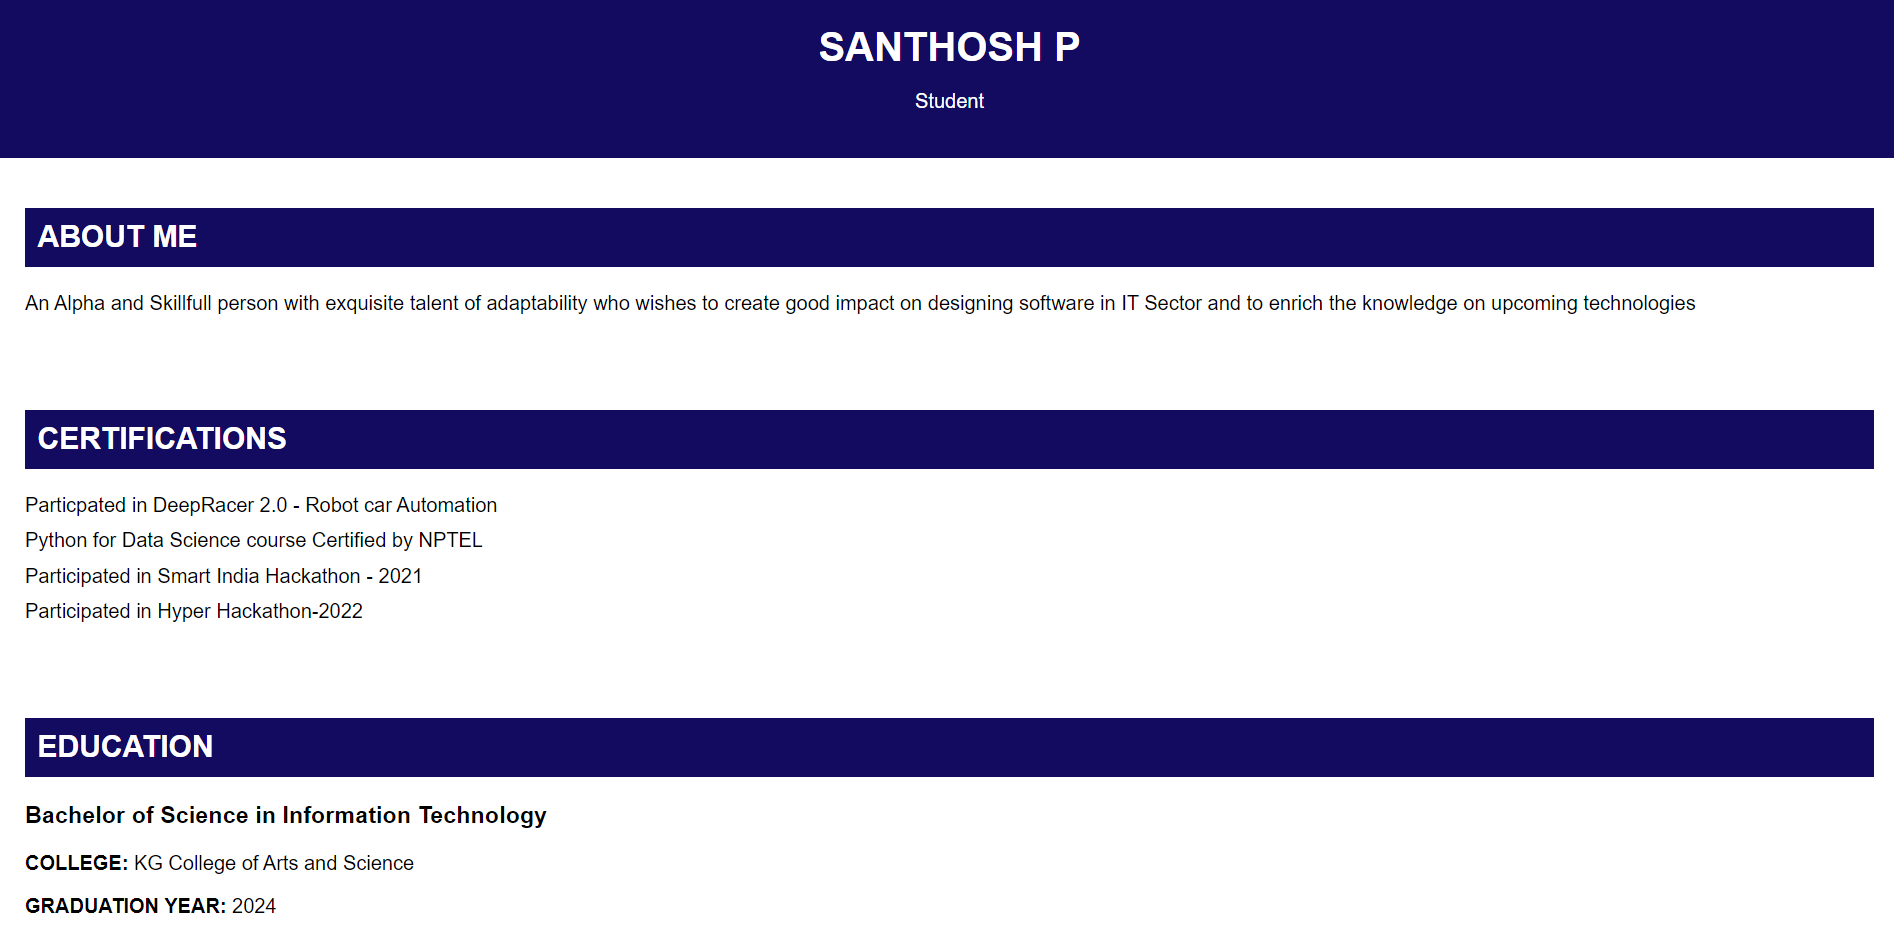 SANTHOSH P
Student
ABOUT ME
An Alpha and Skillfull person with exquisite talent of adaptability who wishes to create good impact on designing software in IT Sector and to enrich the knowledge on upcoming technologies
CERTIFICATIONS
Particpated in DeepRacer 2.0 - Robot car Automation
Python for Data Science course Certified by NPTEL
Participated in Smart India Hackathon - 2021
Participated in Hyper Hackathon-2022
EDUCATION
Bachelor of Science in Information Technology
COLLEGE: KG College of Arts and Science
GRADUATION YEAR: 2024